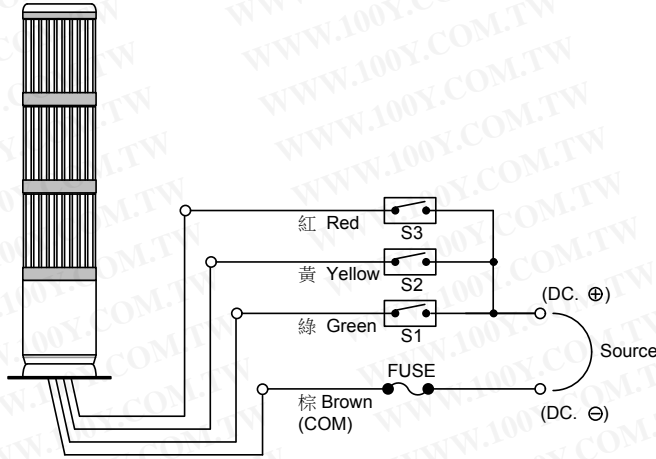 紅 Red
S3
黃 Yellow
S2
(DC. ⊕)
綠 Green
S1
Source
FUSE
棕 Brown
(COM)
(DC. ⊖)
WWW.100Y.COM.TW